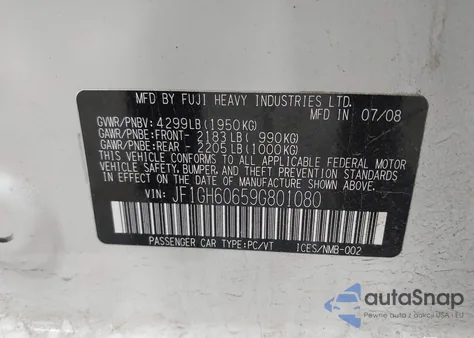 MFD BY FUJI HEAVY INDUSTRIES LTD.
IN 07/08
GVWR/PNBV: 4299LB(1950KG)
GAWR/PNBE: FRONT- 2183LB( 990KG)
GAWR/PNBE: REAR - 2205LB(1000KG)
THIS VEHICLE CONFORMS TO ALL APPLICABLE FEDERAL MOTOR
VEHICLE SAFETY, BUMPER, AND THEFT PREVENTION STANDARDS
IN EFFECT ON THE DATE OF MANUFACTURE SHOWN ABOVE.
VIN: JF1GH60659G801080
PASSENGER CAR TYPE:PC/VT ICES/NMB-002
autoSnap
Pewne auta z aukcji USA i EU